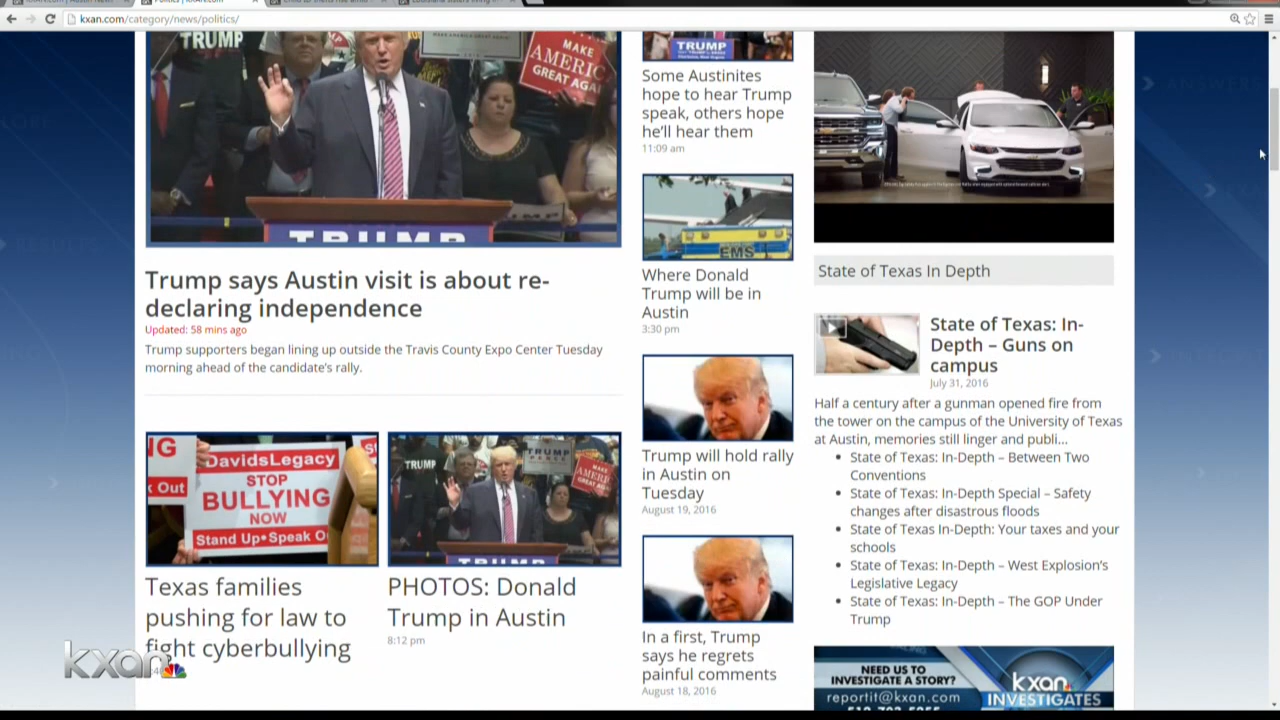 kxan.com/category/news/politics/
TRUMP
MAKE
AMERIC
GREAT AGAI
TRUMP
Trump says Austin visit is about re-
declaring independence
Updated: 58 mins ago
Trump supporters began lining up outside the Travis County Expo Center Tuesday
morning ahead of the candidate's rally.
NG
k Out
DavidsLegacy
STOP
BULLYING
NOW
Stand Up•Speak O
Texas families
pushing for law to
fight cyberbullying
TRUMP
TRUMP
PENCE
MAKE
AMERIC
GREAT
TRUMP
PHOTOS: Donald
Trump in Austin
8:12 pm
TRUMP
Some Austinites
hope to hear Trump
speak, others hope
he'll hear them
11:09 am
EMS
Where Donald
Trump will be in
Austin
3:30 pm
Trump will hold rally
in Austin on
Tuesday
August 19, 2016
In a first, Trump
says he regrets
painful comments
August 18, 2016
State of Texas In Depth
State of Texas: In-
Depth – Guns on
campus
July 31, 2016
Half a century after a gunman opened fire from
the tower on the campus of the University of Texas
at Austin, memories still linger and publi...
State of Texas: In-Depth – Between Two
Conventions
State of Texas: In-Depth Special – Safety
changes after disastrous floods
State of Texas In-Depth: Your taxes and your
schools
State of Texas: In-Depth – West Explosion's
Legislative Legacy
State of Texas: In-Depth – The GOP Under
Trump
NEED US TO
INVESTIGATE A STORY?
reportit@kxan.com
kxan
INVESTIGATES
kxan